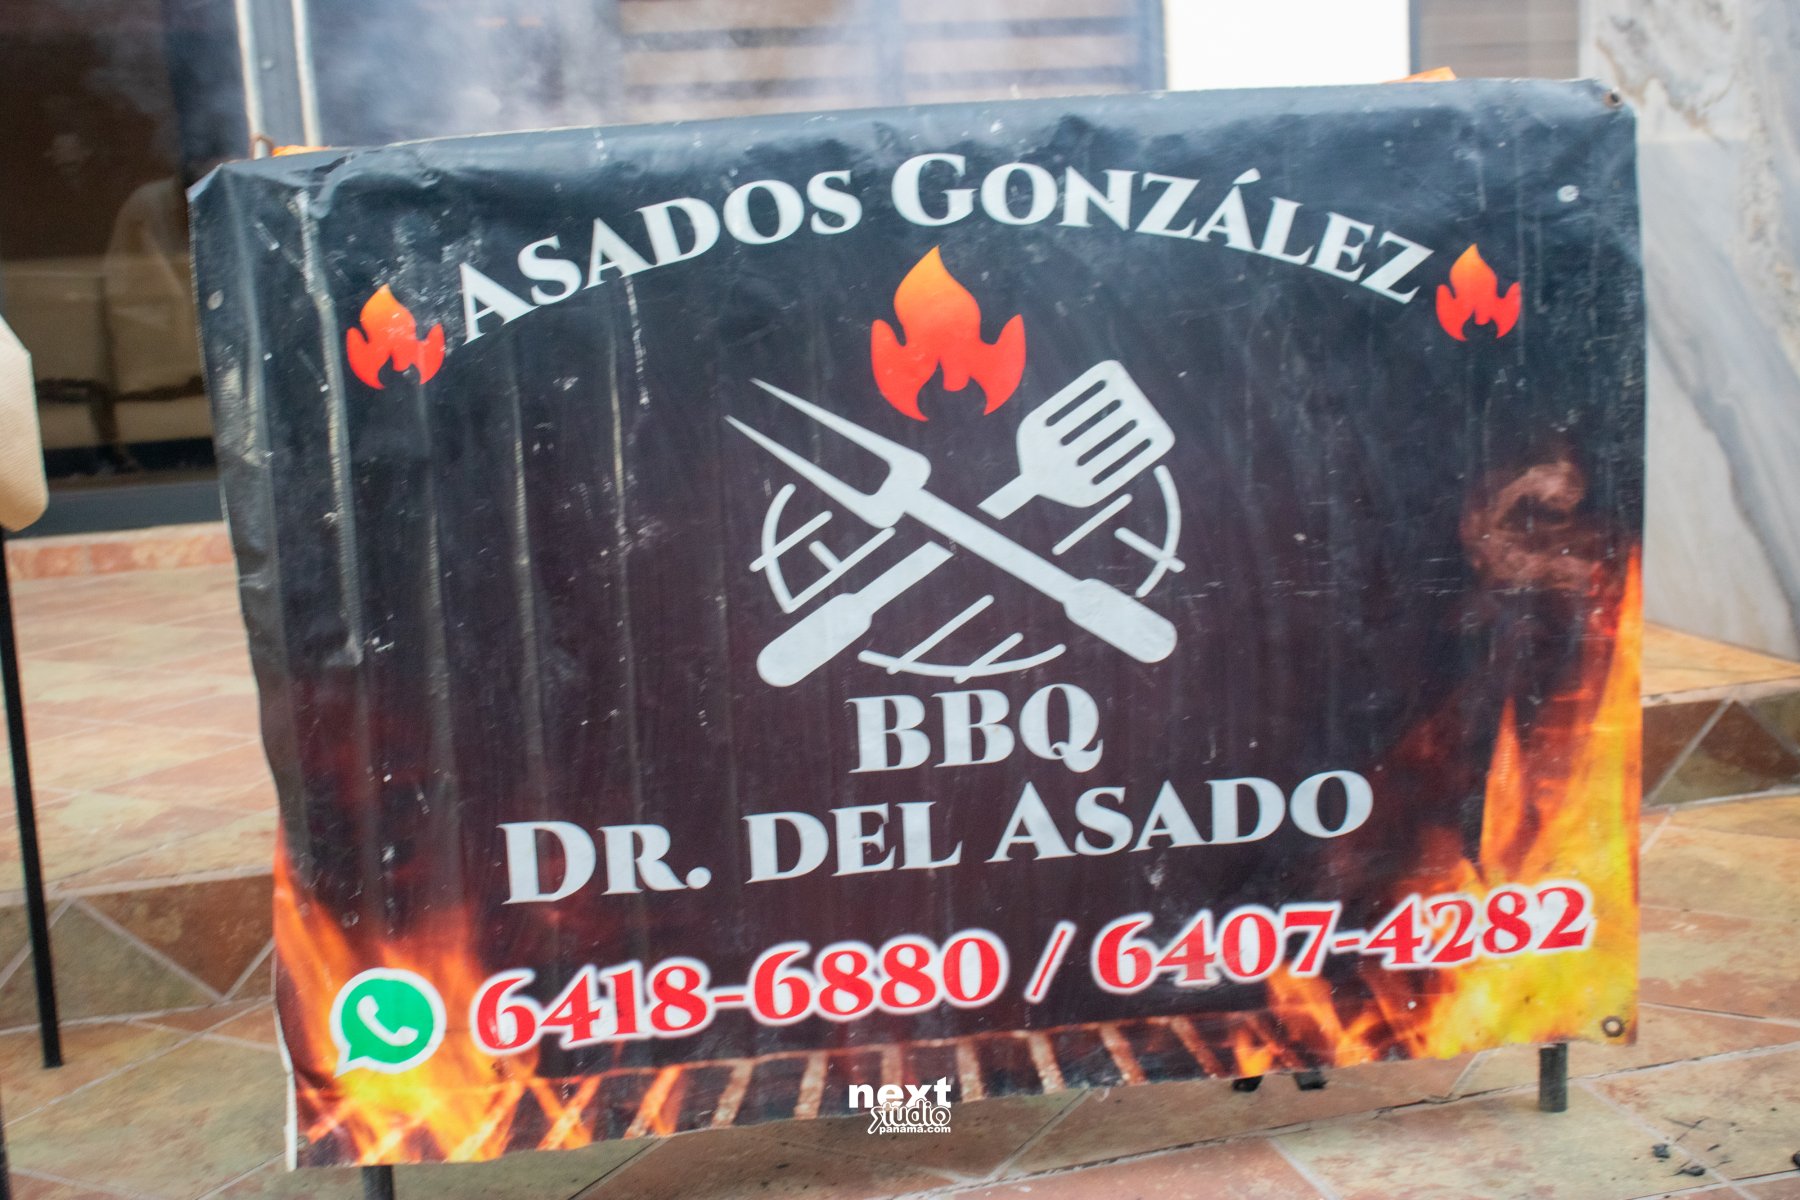 Asados González
BBQ
Dr. del Asado
6418-6880 / 6407-4282
next
studio
panama.com